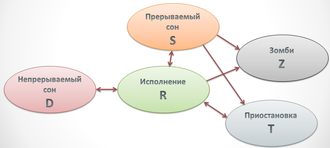 Прерываемый
сон
S
Зомби
Z
Непрерываемый
сон
D
Исполнение
R
Приостановка
T